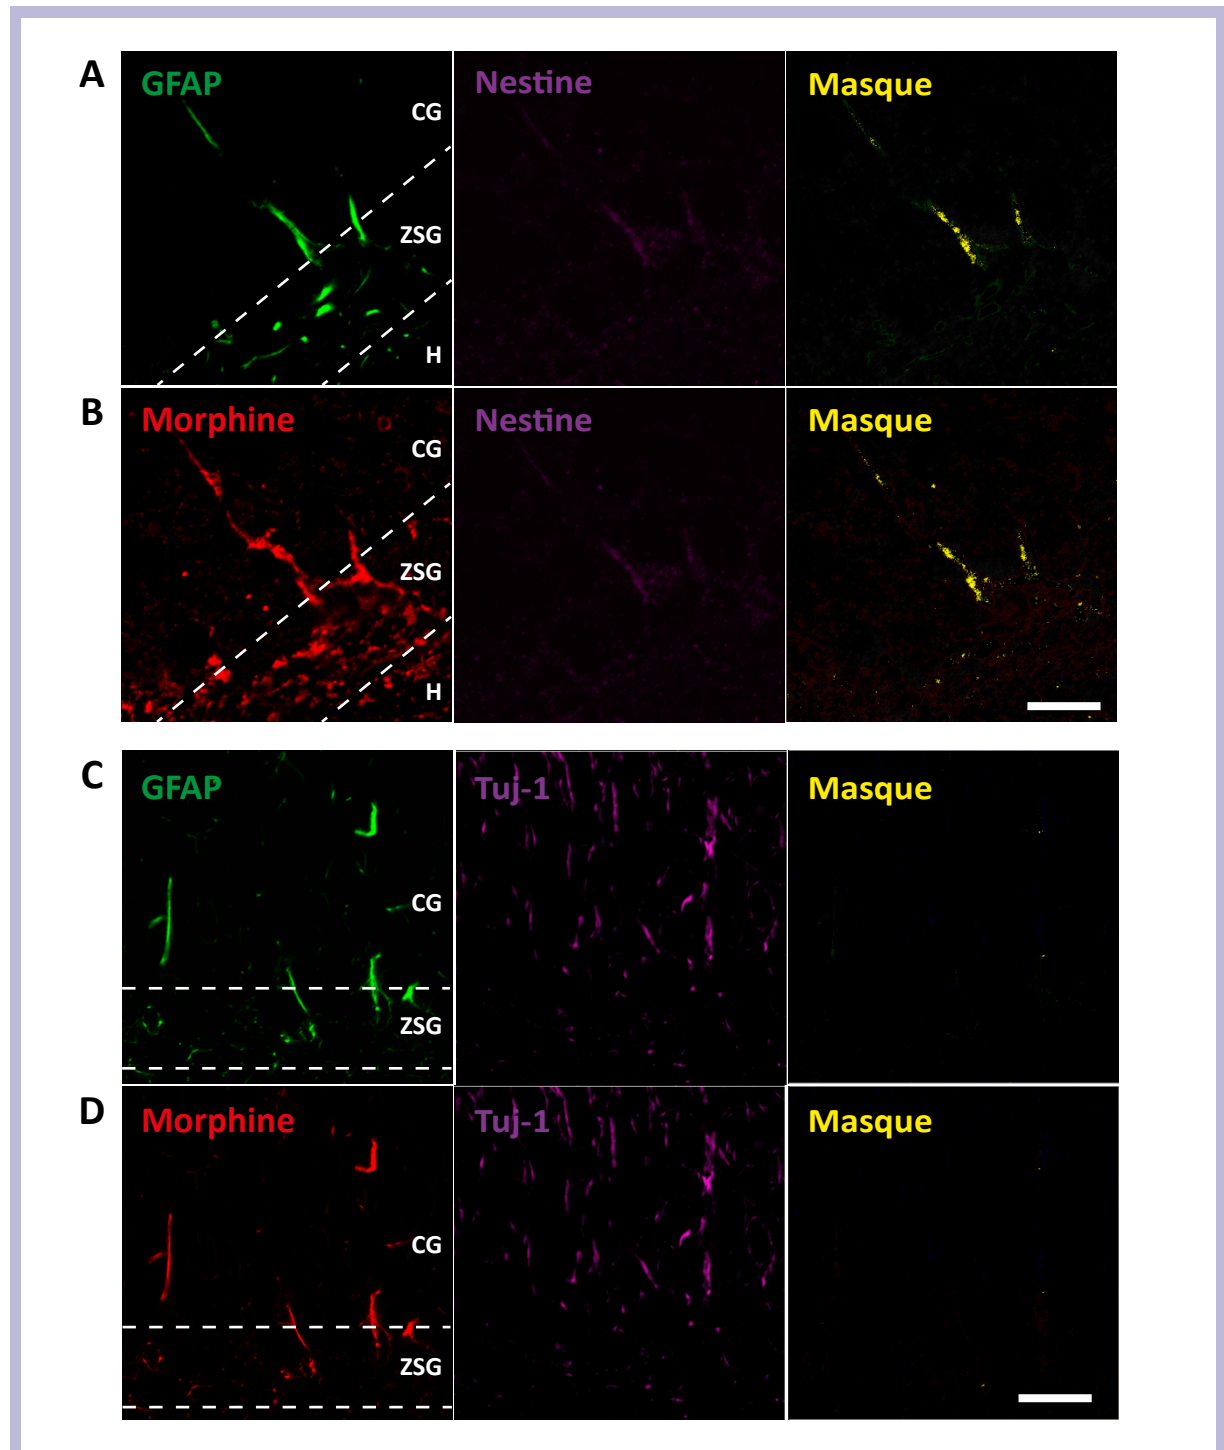 A
GFAP
CG
ZSG
H
Nestine
Masque
B
Morphine
CG
ZSG
H
Nestine
Masque
C
GFAP
CG
ZSG
Tuj-1
Masque
D
Morphine
CG
ZSG
Tuj-1
Masque